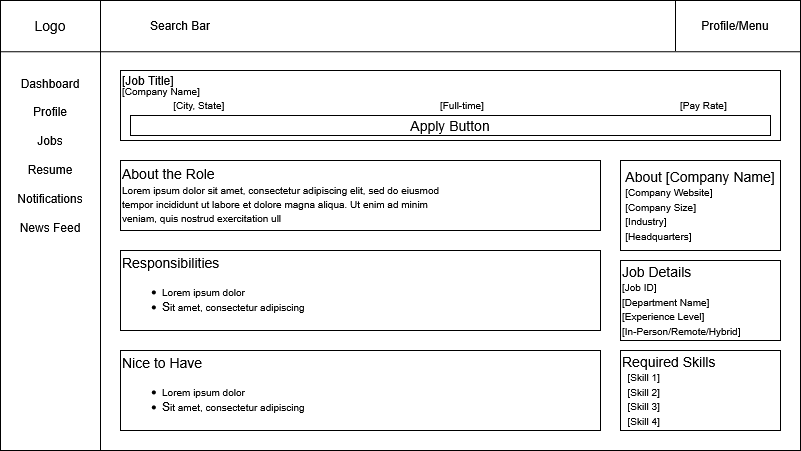 Logo
Search Bar
Profile/Menu
Dashboard
Profile
Jobs
Resume
Notifications
News Feed
[Job Title]
[Company Name]
[City, State] [Full-time] [Pay Rate]
Apply Button
About the Role
Lorem ipsum dolor sit amet, consectetur adipiscing elit, sed do eiusmod
tempor incididunt ut labore et dolore magna aliqua. Ut enim ad minim
veniam, quis nostrud exercitation ull
Responsibilities
• Lorem ipsum dolor
• Sit amet, consectetur adipiscing
Nice to Have
• Lorem ipsum dolor
• Sit amet, consectetur adipiscing
About [Company Name]
[Company Website]
[Company Size]
[Industry]
[Headquarters]
Job Details
[Job ID]
[Department Name]
[Experience Level]
[In-Person/Remote/Hybrid]
Required Skills
[Skill 1]
[Skill 2]
[Skill 3]
[Skill 4]